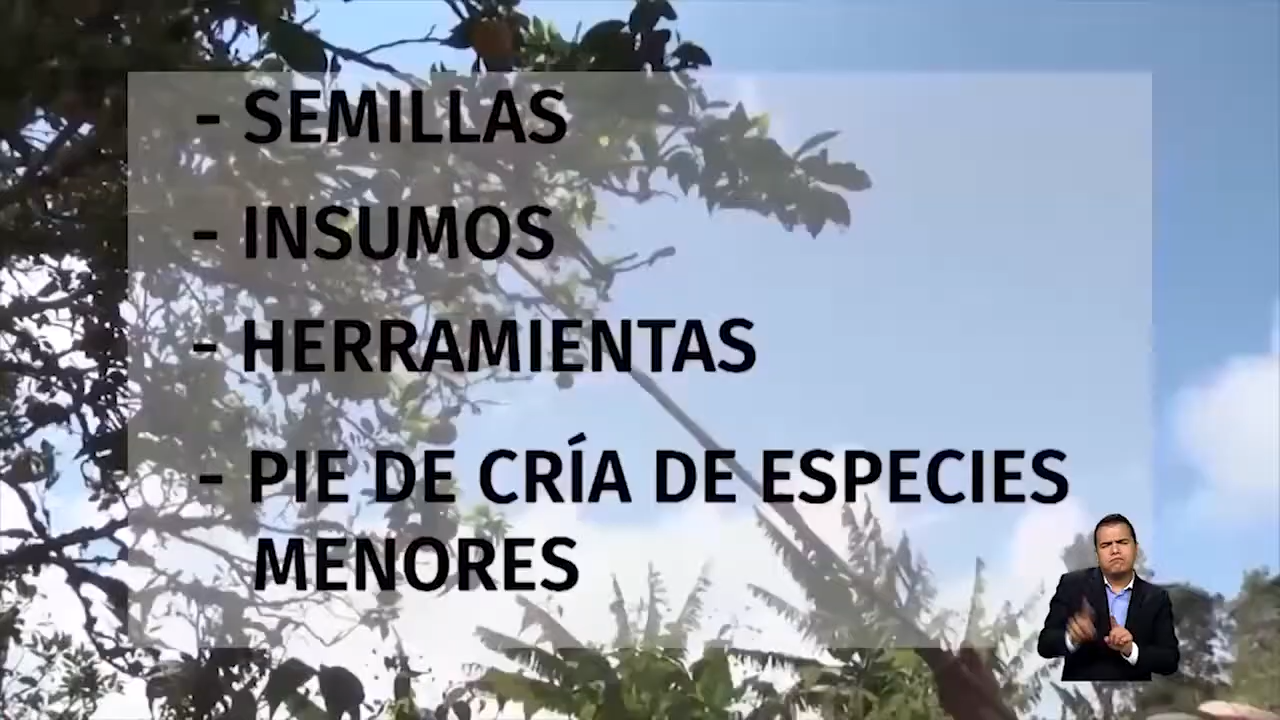 - SEMILLAS
- INSUMOS
- HERRAMIENTAS
- PIE DE CRÍA DE ESPECIES
MENORES